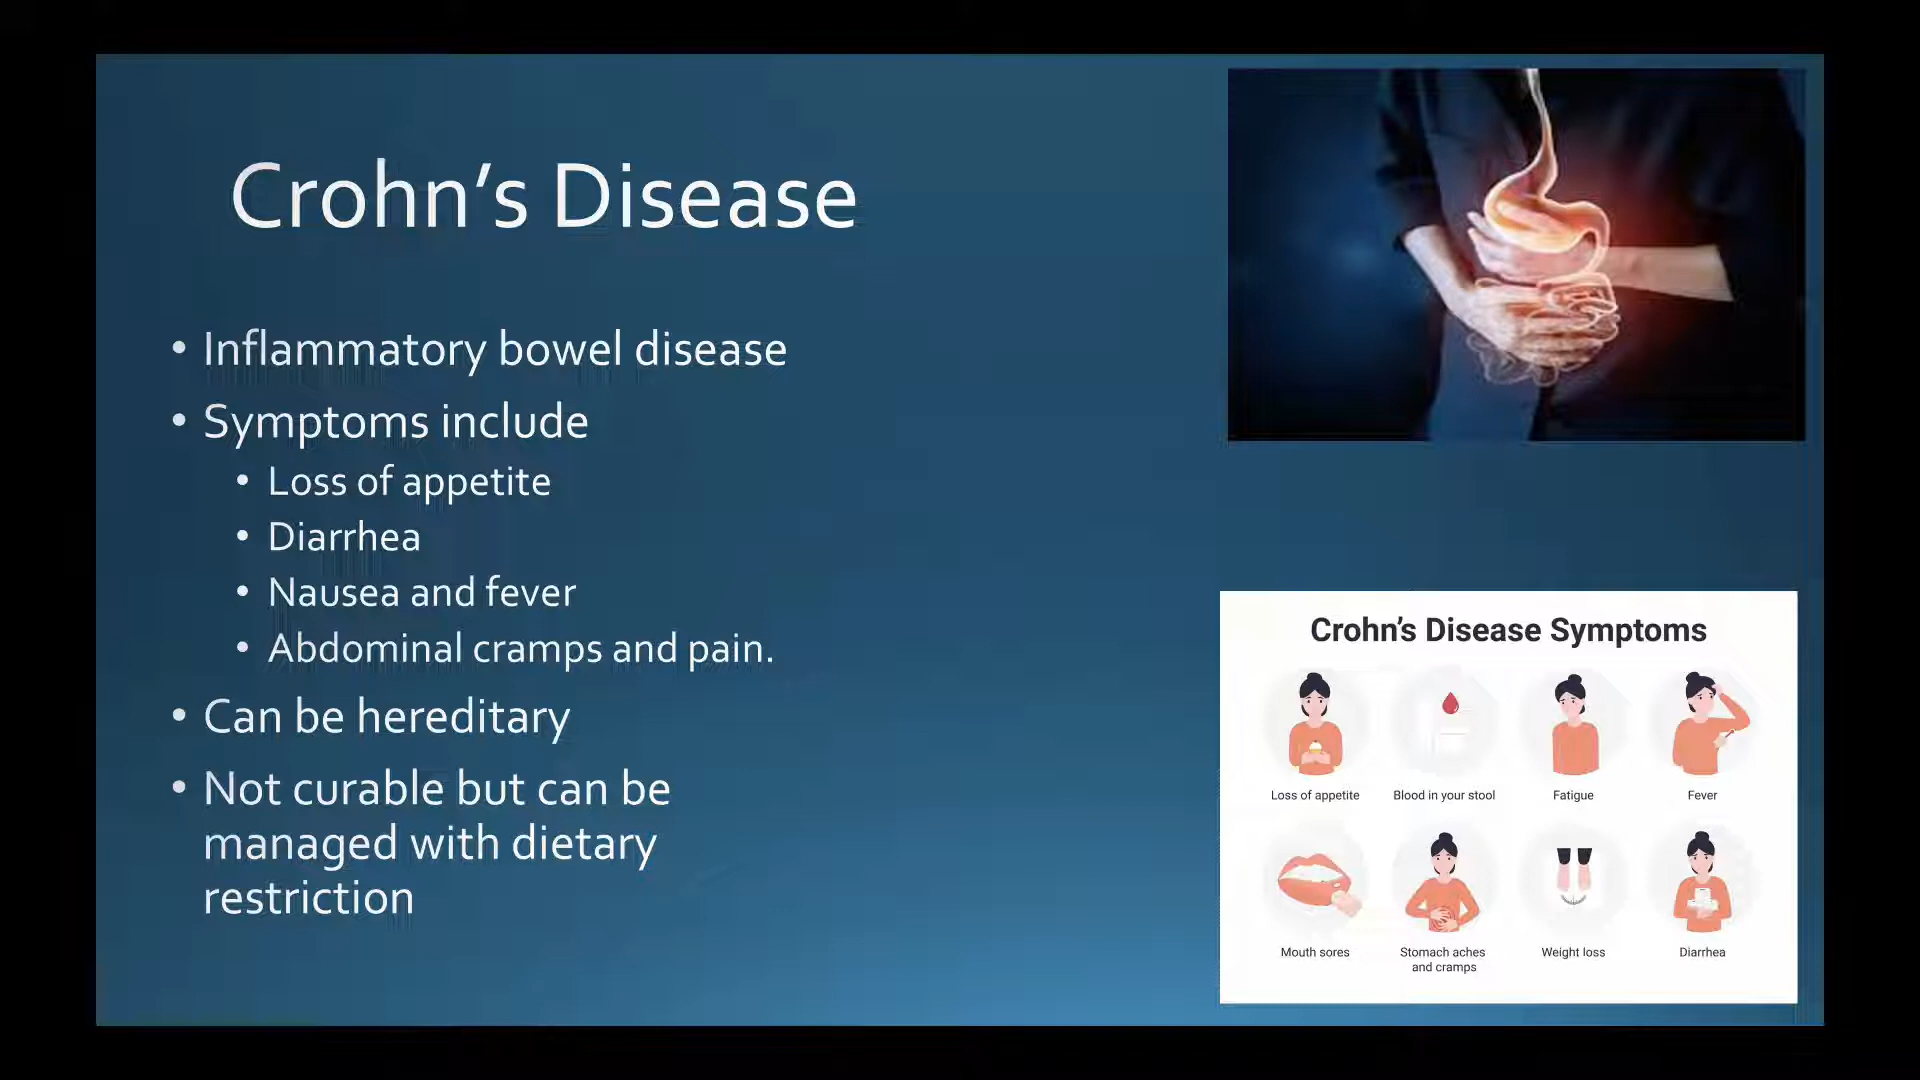 Crohn’s Disease
• Inflammatory bowel disease
• Symptoms include
• Loss of appetite
• Diarrhea
• Nausea and fever
• Abdominal cramps and pain.
• Can be hereditary
• Not curable but can be
managed with dietary
restriction
Crohn’s Disease Symptoms
Loss of appetite
Blood in your stool
Fatigue
Fever
Mouth sores
Stomach aches
and cramps
Weight loss
Diarrhea